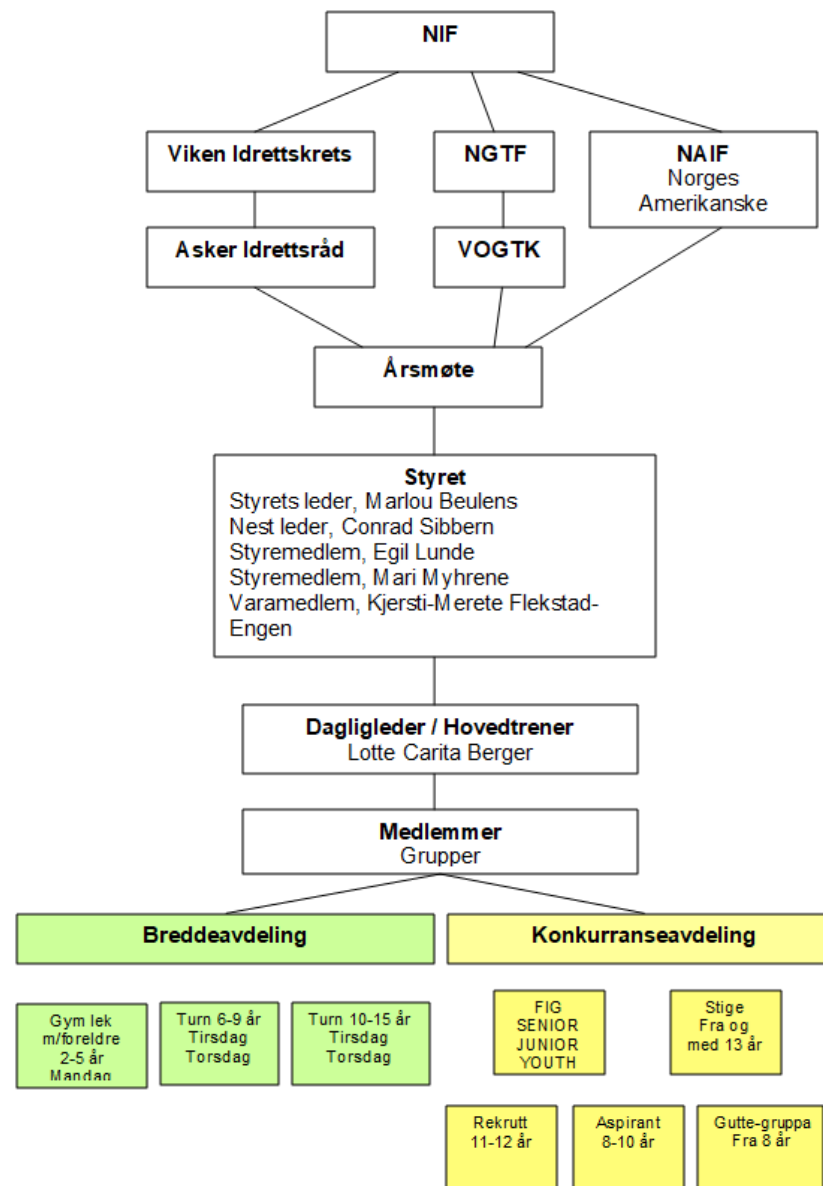 NIF
Viken Idrettskrets
NGTF
NAIF
Norges
Amerikanske
Asker Idrettsråd
VOGTK
Årsmøte
Styret
Styrets leder, Marlou Beulens
Nest leder, Conrad Sibbern
Styremedlem, Egil Lunde
Styremedlem, Mari Myhrene
Varamedlem, Kjersti-Merete Flekstad-
Engen
Dagligleder / Hovedtrener
Lotte Carita Berger
Medlemmer
Grupper
Breddeavdeling
Konkurranseavdeling
Gym lek
m/foreldre
2-5 år
Mandag
Turn 6-9 år
Tirsdag
Torsdag
Turn 10-15 år
Tirsdag
Torsdag
FIG
SENIOR
JUNIOR
YOUTH
Stige
Fra og
med 13 år
Rekrutt
11-12 år
Aspirant
8-10 år
Gutte-gruppa
Fra 8 år